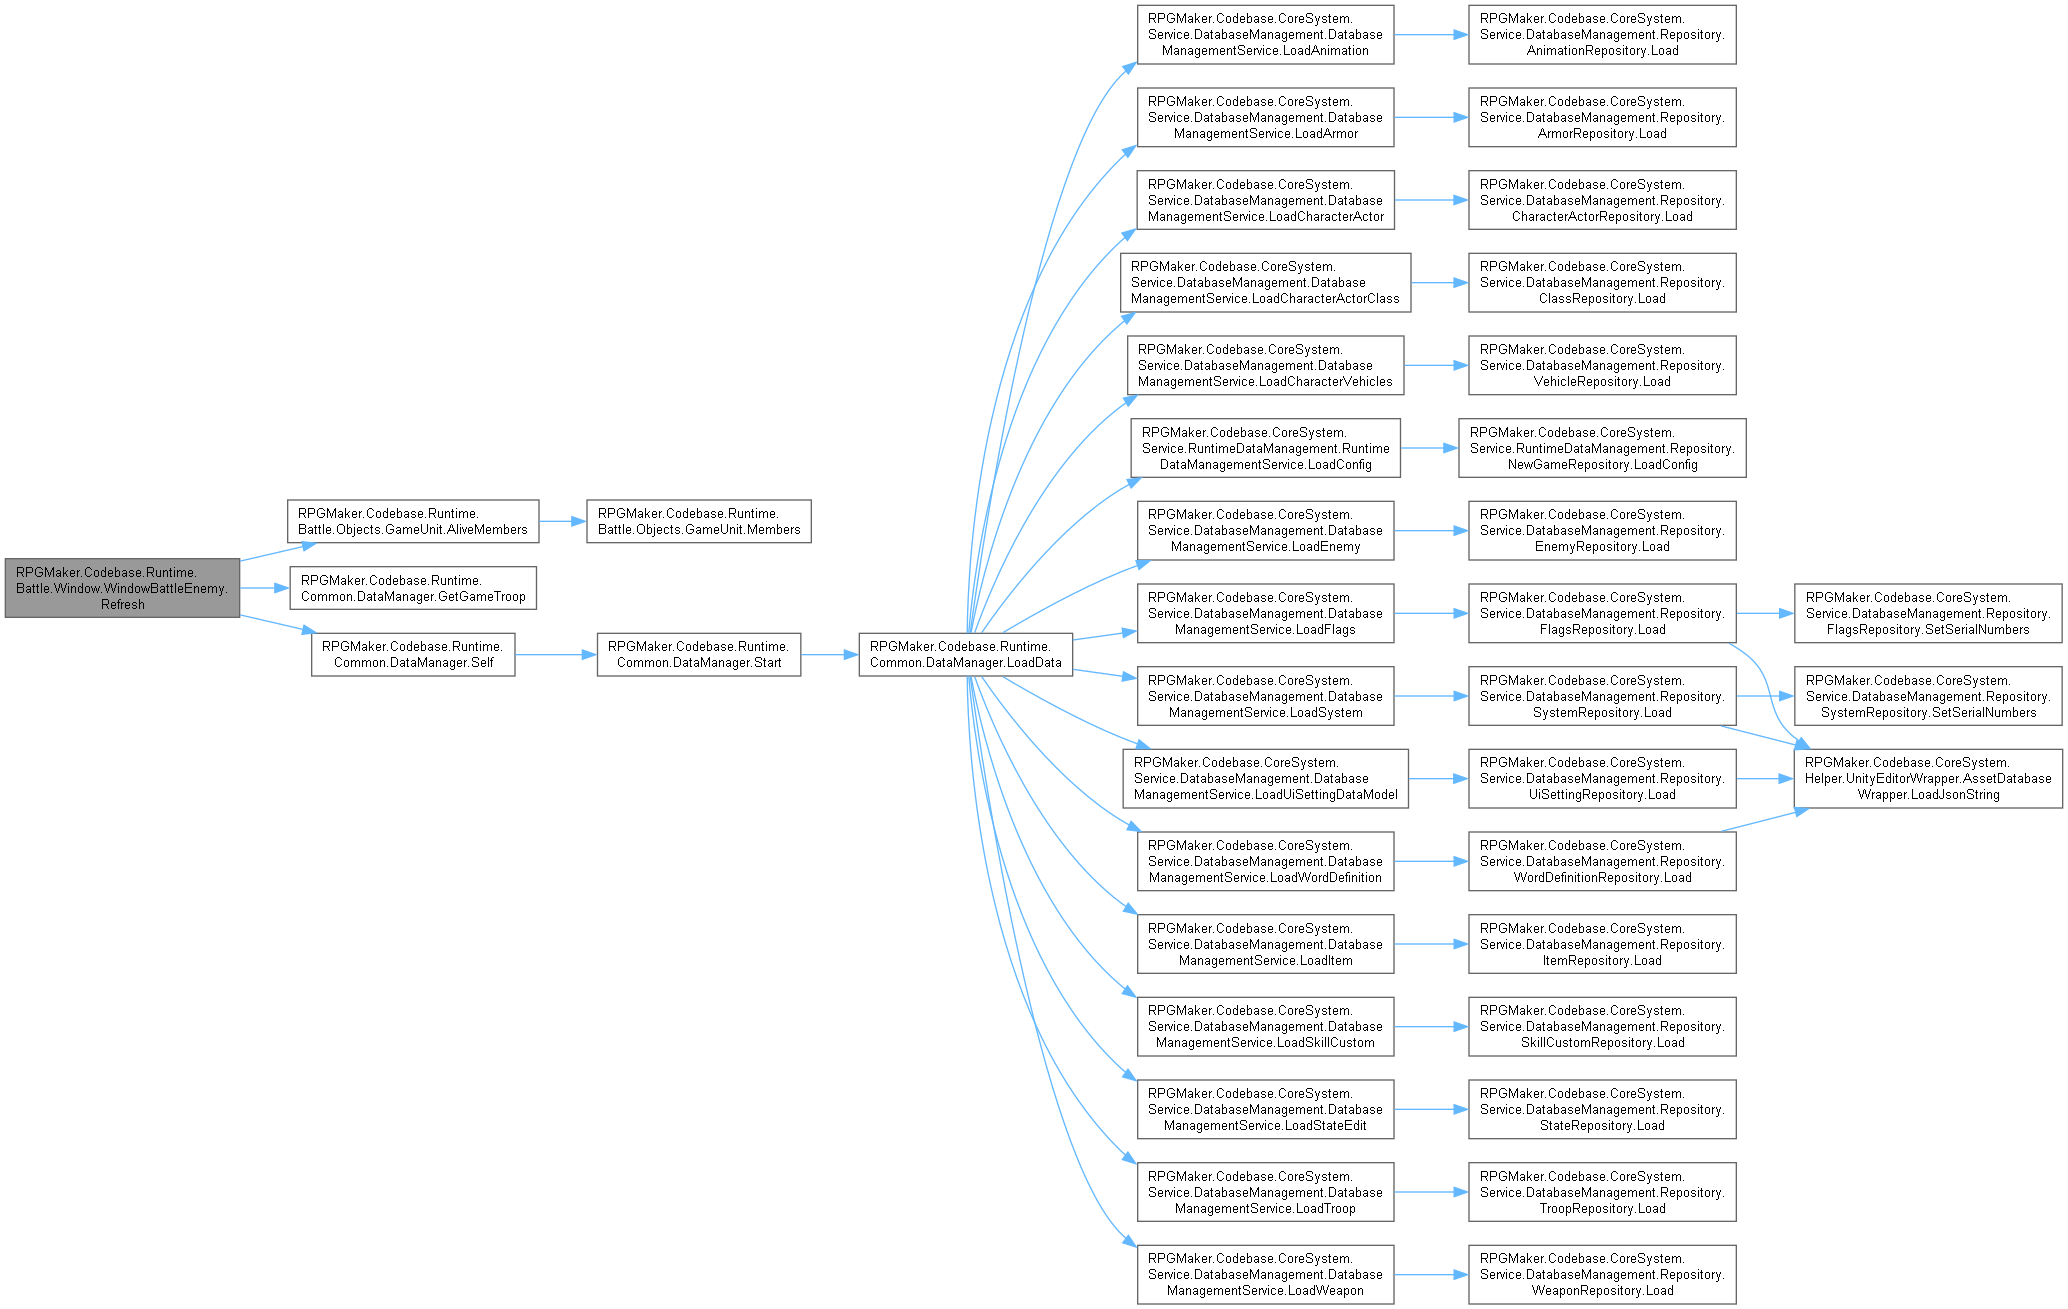 RPGMaker.Codebase.Runtime.
Battle.Window.WindowBattleEnemy.
Refresh
RPGMaker.Codebase.Runtime.
Battle.Objects.GameUnit.AliveMembers
RPGMaker.Codebase.Runtime.
Battle.Objects.GameUnit.Members
RPGMaker.Codebase.Runtime.
Common.DataManager.GetGameTroop
RPGMaker.Codebase.Runtime.
Common.DataManager.Self
RPGMaker.Codebase.Runtime.
Common.DataManager.Start
RPGMaker.Codebase.Runtime.
Common.DataManager.LoadData
RPGMaker.Codebase.CoreSystem.
Service.DatabaseManagement.Database
ManagementService.LoadAnimation
RPGMaker.Codebase.CoreSystem.
Service.DatabaseManagement.Repository.
AnimationRepository.Load
RPGMaker.Codebase.CoreSystem.
Service.DatabaseManagement.Database
ManagementService.LoadArmor
RPGMaker.Codebase.CoreSystem.
Service.DatabaseManagement.Repository.
ArmorRepository.Load
RPGMaker.Codebase.CoreSystem.
Service.DatabaseManagement.Database
ManagementService.LoadCharacterActor
RPGMaker.Codebase.CoreSystem.
Service.DatabaseManagement.Repository.
CharacterActorRepository.Load
RPGMaker.Codebase.CoreSystem.
Service.DatabaseManagement.Database
ManagementService.LoadCharacterActorClass
RPGMaker.Codebase.CoreSystem.
Service.DatabaseManagement.Repository.
ClassRepository.Load
RPGMaker.Codebase.CoreSystem.
Service.DatabaseManagement.Database
ManagementService.LoadCharacterVehicles
RPGMaker.Codebase.CoreSystem.
Service.DatabaseManagement.Repository.
VehicleRepository.Load
RPGMaker.Codebase.CoreSystem.
Service.RuntimeDataManagement.Runtime
DataManagementService.LoadConfig
RPGMaker.Codebase.CoreSystem.
Service.RuntimeDataManagement.Repository.
NewGameRepository.LoadConfig
RPGMaker.Codebase.CoreSystem.
Service.DatabaseManagement.Database
ManagementService.LoadEnemy
RPGMaker.Codebase.CoreSystem.
Service.DatabaseManagement.Repository.
EnemyRepository.Load
RPGMaker.Codebase.CoreSystem.
Service.DatabaseManagement.Database
ManagementService.LoadFlags
RPGMaker.Codebase.CoreSystem.
Service.DatabaseManagement.Repository.
FlagsRepository.Load
RPGMaker.Codebase.CoreSystem.
Service.DatabaseManagement.Repository.
FlagsRepository.SetSerialNumbers
RPGMaker.Codebase.CoreSystem.
Service.DatabaseManagement.Database
ManagementService.LoadSystem
RPGMaker.Codebase.CoreSystem.
Service.DatabaseManagement.Repository.
SystemRepository.Load
RPGMaker.Codebase.CoreSystem.
Service.DatabaseManagement.Repository.
SystemRepository.SetSerialNumbers
RPGMaker.Codebase.CoreSystem.
Service.DatabaseManagement.Database
ManagementService.LoadUiSettingDataModel
RPGMaker.Codebase.CoreSystem.
Service.DatabaseManagement.Repository.
UiSettingRepository.Load
RPGMaker.Codebase.CoreSystem.
Helper.UnityEditorWrapper.AssetDatabase
Wrapper.LoadJsonString
RPGMaker.Codebase.CoreSystem.
Service.DatabaseManagement.Database
ManagementService.LoadWordDefinition
RPGMaker.Codebase.CoreSystem.
Service.DatabaseManagement.Repository.
WordDefinitionRepository.Load
RPGMaker.Codebase.CoreSystem.
Service.DatabaseManagement.Database
ManagementService.LoadItem
RPGMaker.Codebase.CoreSystem.
Service.DatabaseManagement.Repository.
ItemRepository.Load
RPGMaker.Codebase.CoreSystem.
Service.DatabaseManagement.Database
ManagementService.LoadSkillCustom
RPGMaker.Codebase.CoreSystem.
Service.DatabaseManagement.Repository.
SkillCustomRepository.Load
RPGMaker.Codebase.CoreSystem.
Service.DatabaseManagement.Database
ManagementService.LoadStateEdit
RPGMaker.Codebase.CoreSystem.
Service.DatabaseManagement.Repository.
StateRepository.Load
RPGMaker.Codebase.CoreSystem.
Service.DatabaseManagement.Database
ManagementService.LoadTroop
RPGMaker.Codebase.CoreSystem.
Service.DatabaseManagement.Repository.
TroopRepository.Load
RPGMaker.Codebase.CoreSystem.
Service.DatabaseManagement.Database
ManagementService.LoadWeapon
RPGMaker.Codebase.CoreSystem.
Service.DatabaseManagement.Repository.
WeaponRepository.Load